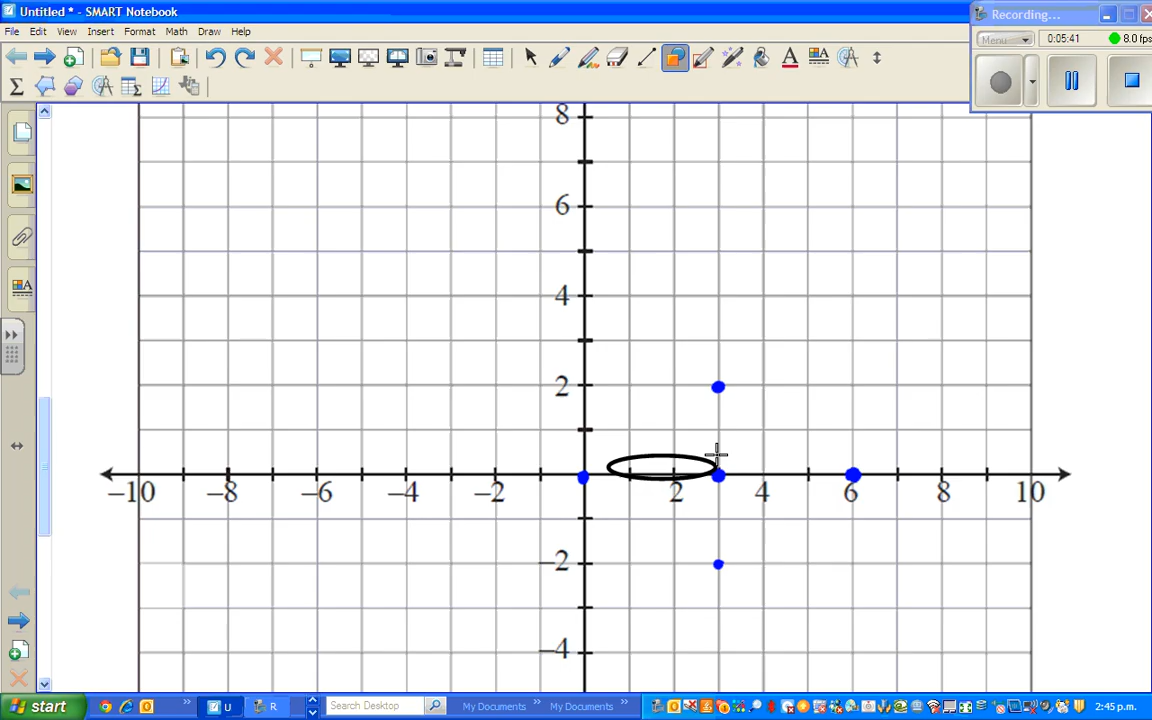 Untitled * - SMART Notebook
Recording...
File Edit View Insert Format Math Draw Help
Menu 0:05:41 8.0 fps
8
6
4
2
−10 −8 −6 −4 −2 2 4 6 8 10
−2
−4
start U R Search Desktop My Documents » My Documents » 2:45 p.m.